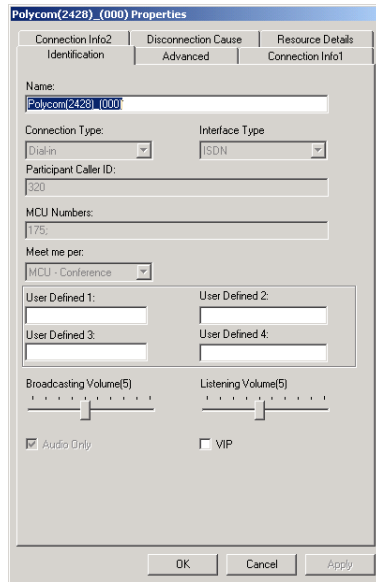 Polycom(2428)_(000) Properties
Connection Info2 Disconnection Cause Resource Details
Identification Advanced Connection Info1
Name:
Polycom(2428)_(000)
Connection Type: Interface Type
Dial-in ISDN
Participant Caller ID:
320
MCU Numbers:
175;
Meet me per:
MCU - Conference
User Defined 1: User Defined 2:
User Defined 3: User Defined 4:
Broadcasting Volume(5) Listening Volume(5)
Audio Only VIP
OK Cancel Apply